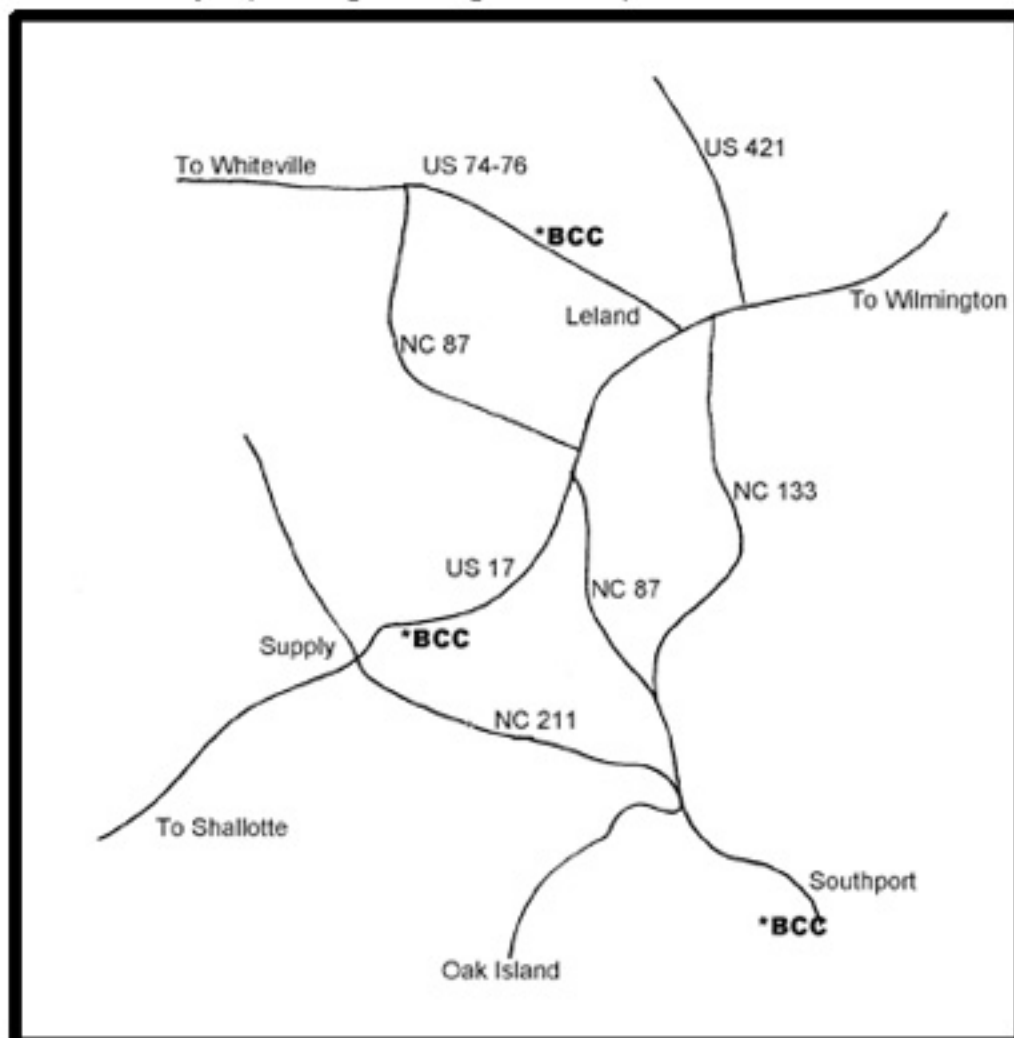 US 421
To Whiteville
US 74-76
*BCC
Leland
To Wilmington
NC 87
NC 133
US 17
NC 87
*BCC
Supply
NC 211
To Shallotte
Southport
*BCC
Oak Island